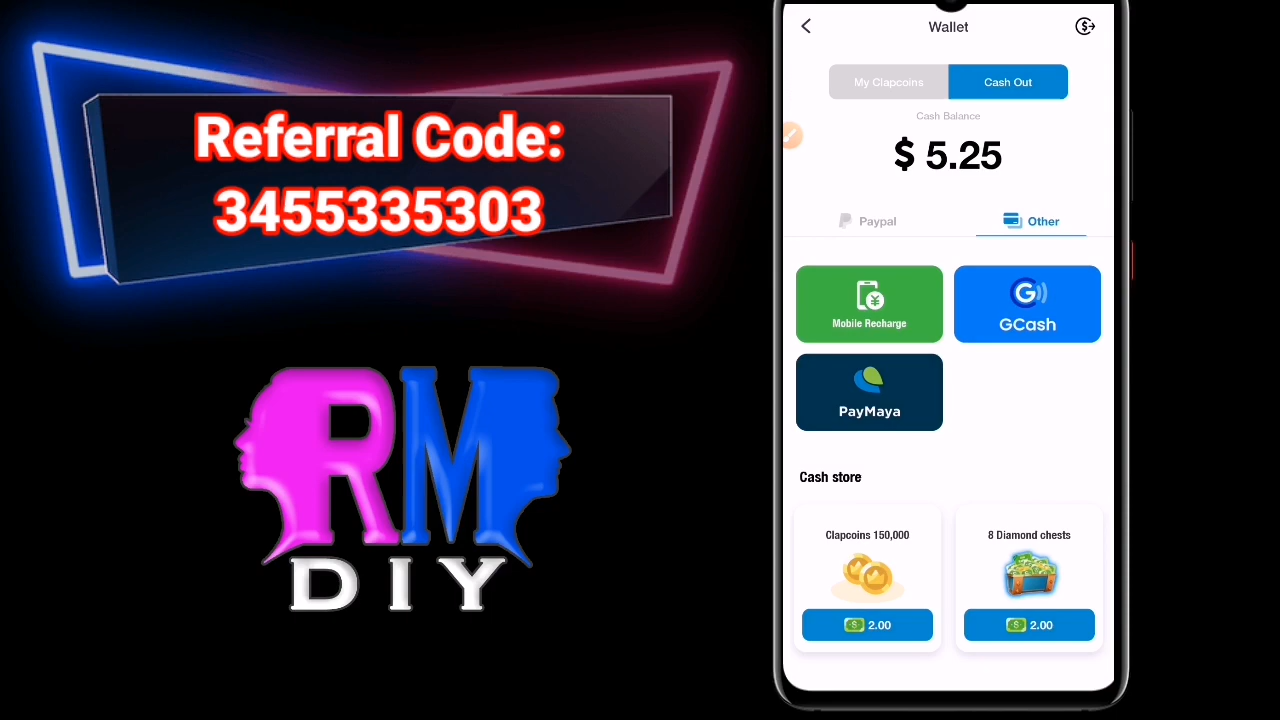 Referral Code:
3455335303
RM
DIY
Wallet
My Clapcoins
Cash Out
Cash Balance
$ 5.25
Paypal
Other
Mobile Recharge
G
GCash
PayMaya
Cash store
Clapcoins 150,000
8 Diamond chests
2.00
2.00